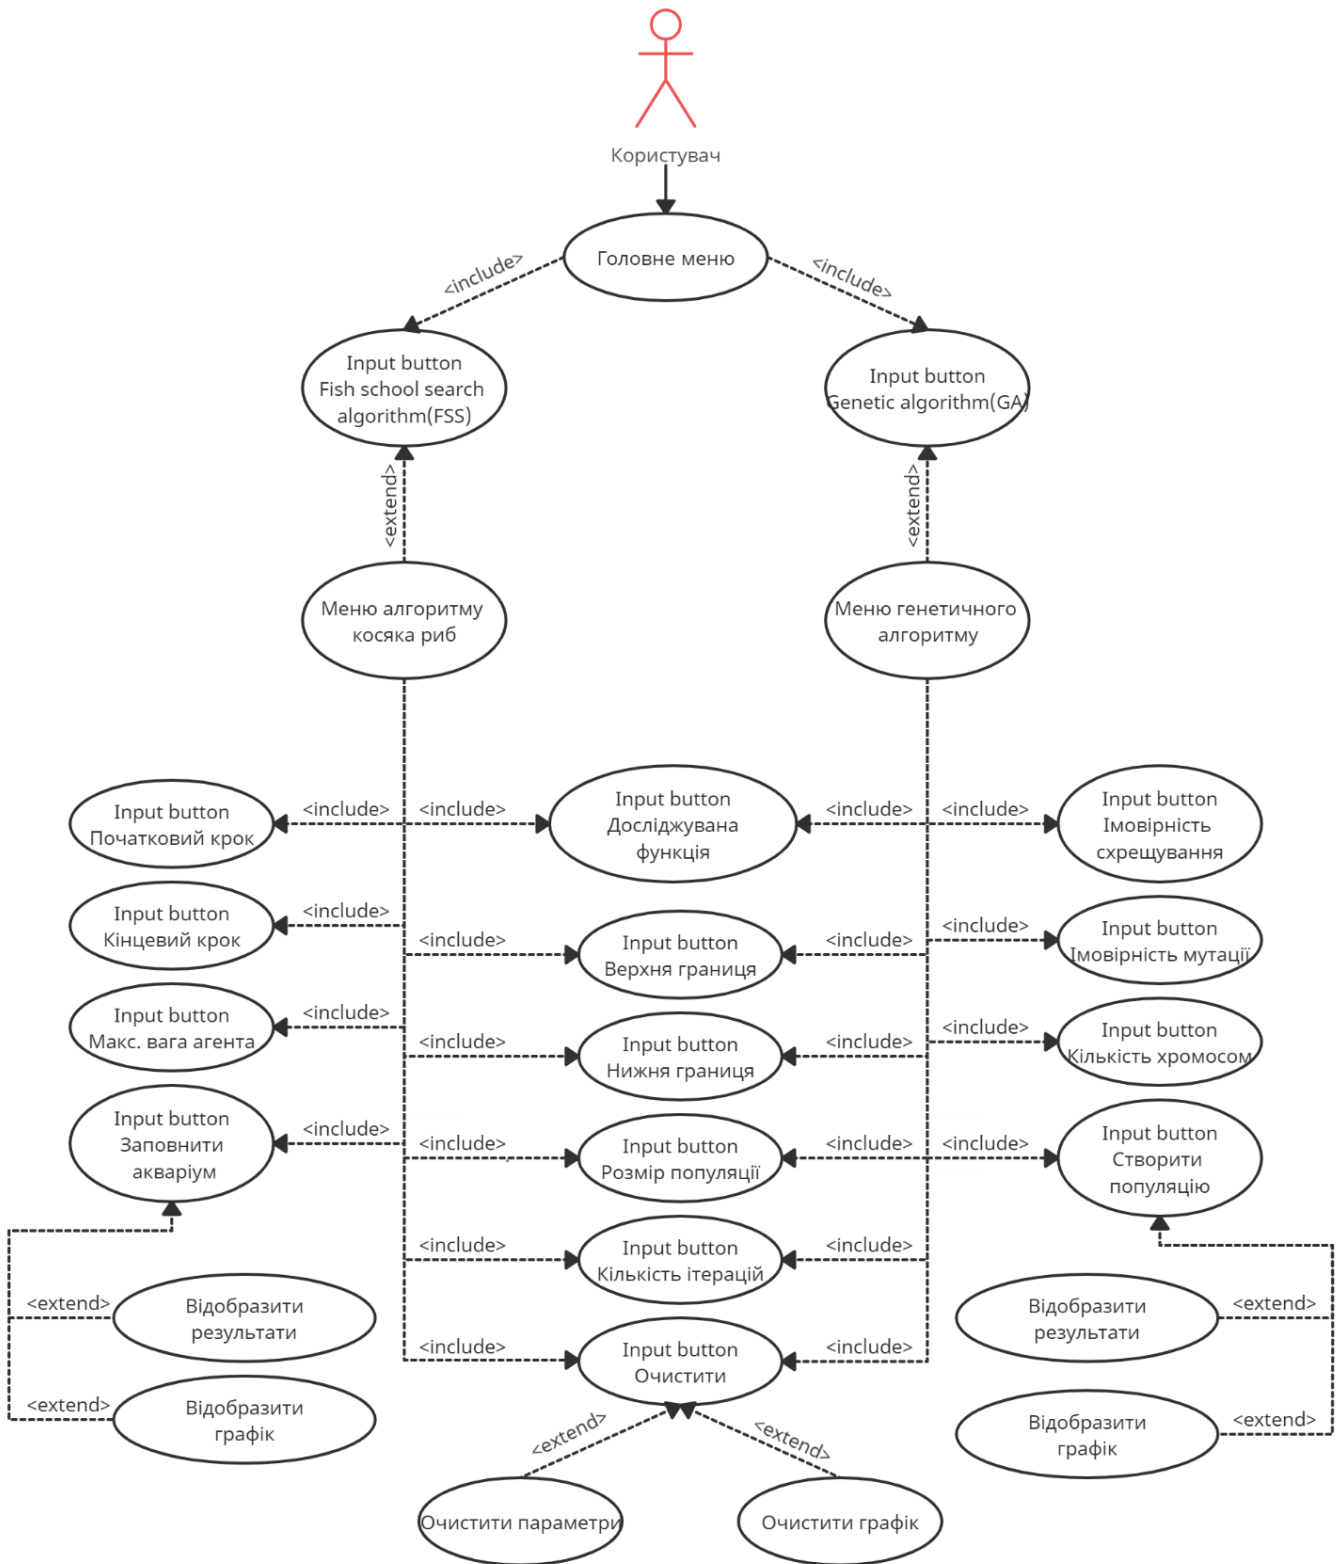 Користувач
Головне меню
<include>
<include>
Input button
Fish school search
algorithm(FSS)
Input button
Genetic algorithm(GA)
<extend>
<extend>
Меню алгоритму
косяка риб
Меню генетичного
алгоритму
Input button
Початковий крок
<include>
<include>
Input button
Досліджувана
функція
<include>
<include>
Input button
Імовірність
схрещування
Input button
Кінцевий крок
<include>
<include>
Input button
Верхня границя
<include>
<include>
Input button
Імовірність мутації
Input button
Макс. вага агента
<include>
<include>
Input button
Нижня границя
<include>
<include>
Input button
Кількість хромосом
Input button
Заповнити
акваріум
<include>
<include>
Input button
Розмір популяції
<include>
<include>
Input button
Створити
популяцію
<include>
Input button
Кількість ітерацій
<include>
<extend>
Відобразити
результати
Відобразити
результати
<extend>
<include>
Input button
Очистити
<include>
<extend>
Відобразити
графік
Відобразити
графік
<extend>
<extend>
<extend>
Очистити параметри
Очистити графік